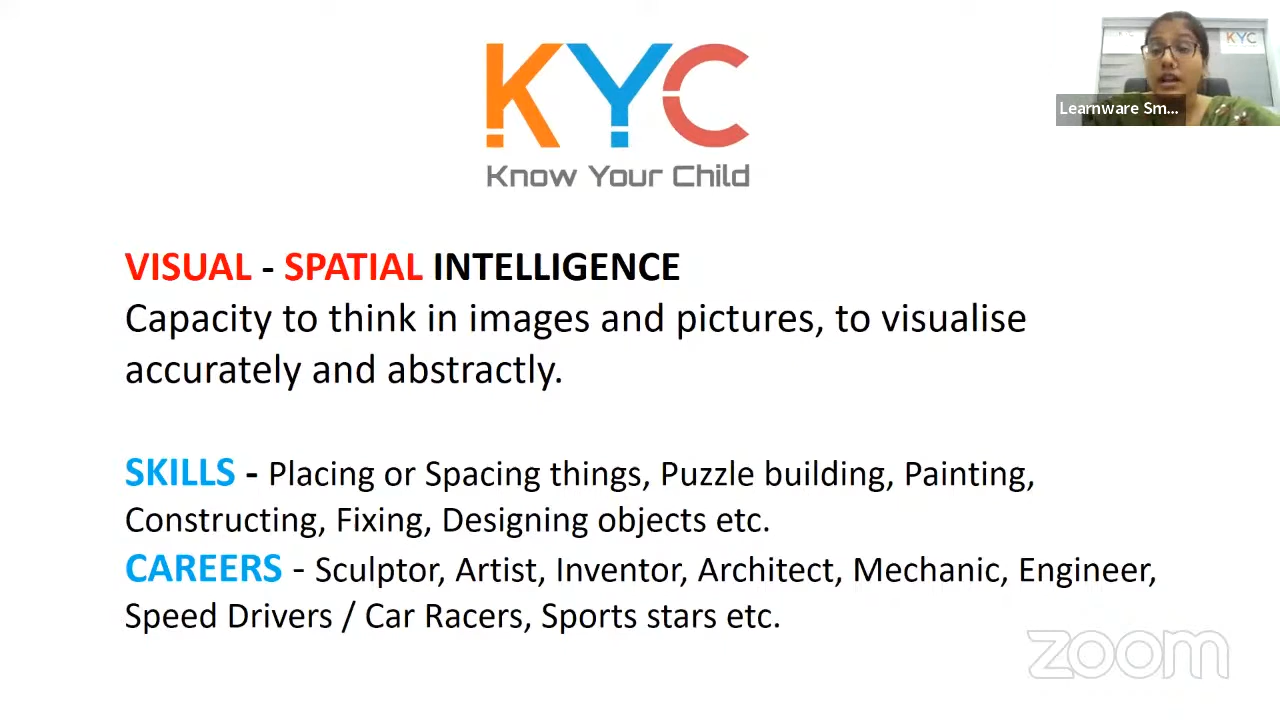 KYC
Know Your Child
KYC
Learnware Sm...
VISUAL - SPATIAL INTELLIGENCE
Capacity to think in images and pictures, to visualise
accurately and abstractly.
SKILLS - Placing or Spacing things, Puzzle building, Painting,
Constructing, Fixing, Designing objects etc.
CAREERS - Sculptor, Artist, Inventor, Architect, Mechanic, Engineer,
Speed Drivers / Car Racers, Sports stars etc.
zoom